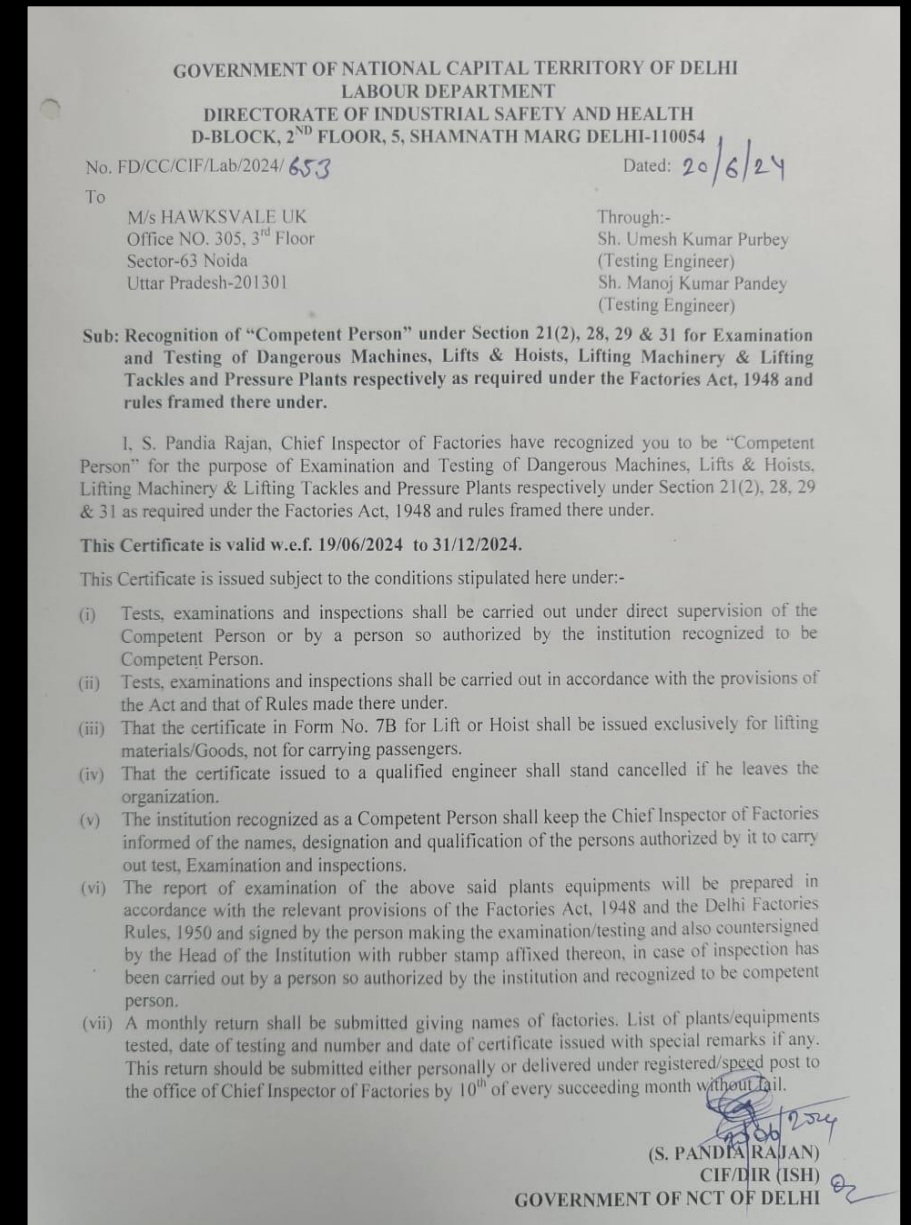 GOVERNMENT OF NATIONAL CAPITAL TERRITORY OF DELHI
LABOUR DEPARTMENT
DIRECTORATE OF INDUSTRIAL SAFETY AND HEALTH
D-BLOCK, 2ND FLOOR, 5, SHAMNATH MARG DELHI-110054
No. FD/CC/CIF/Lab/2024/653 Dated: 20/6/24
To
M/s HAWKSVALE UK
Office NO. 305, 3rd Floor
Sector-63 Noida
Uttar Pradesh-201301
Through:-
Sh. Umesh Kumar Purbey
(Testing Engineer)
Sh. Manoj Kumar Pandey
(Testing Engineer)
Sub: Recognition of “Competent Person” under Section 21(2), 28, 29 & 31 for Examination
and Testing of Dangerous Machines, Lifts & Hoists, Lifting Machinery & Lifting
Tackles and Pressure Plants respectively as required under the Factories Act, 1948 and
rules framed there under.
I, S. Pandia Rajan, Chief Inspector of Factories have recognized you to be “Competent
Person” for the purpose of Examination and Testing of Dangerous Machines, Lifts & Hoists,
Lifting Machinery & Lifting Tackles and Pressure Plants respectively under Section 21(2), 28, 29
& 31 as required under the Factories Act, 1948 and rules framed there under.
This Certificate is valid w.e.f. 19/06/2024 to 31/12/2024.
This Certificate is issued subject to the conditions stipulated here under:-
(i) Tests, examinations and inspections shall be carried out under direct supervision of the
Competent Person or by a person so authorized by the institution recognized to be
Competent Person.
(ii) Tests, examinations and inspections shall be carried out in accordance with the provisions of
the Act and that of Rules made there under.
(iii) That the certificate in Form No. 7B for Lift or Hoist shall be issued exclusively for lifting
materials/Goods, not for carrying passengers.
(iv) That the certificate issued to a qualified engineer shall stand cancelled if he leaves the
organization.
(v) The institution recognized as a Competent Person shall keep the Chief Inspector of Factories
informed of the names, designation and qualification of the persons authorized by it to carry
out test, Examination and inspections.
(vi) The report of examination of the above said plants equipments will be prepared in
accordance with the relevant provisions of the Factories Act, 1948 and the Delhi Factories
Rules, 1950 and signed by the person making the examination/testing and also countersigned
by the Head of the Institution with rubber stamp affixed thereon, in case of inspection has
been carried out by a person so authorized by the institution and recognized to be competent
person.
(vii) A monthly return shall be submitted giving names of factories. List of plants/equipments
tested, date of testing and number and date of certificate issued with special remarks if any.
This return should be submitted either personally or delivered under registered/speed post to
the office of Chief Inspector of Factories by 10th of every succeeding month without fail.
(S. PANDIA RAJAN)
CIF/DIR (ISH)
GOVERNMENT OF NCT OF DELHI